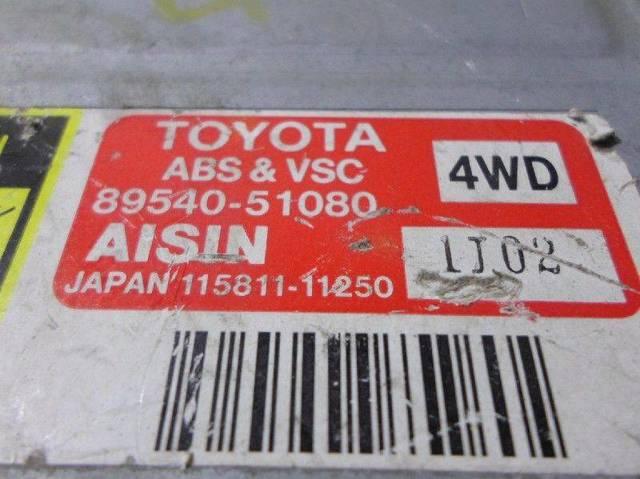 TOYOTA
ABS & VSC
4WD
89540-51080
AISIN
1J02
JAPAN 115811-11250